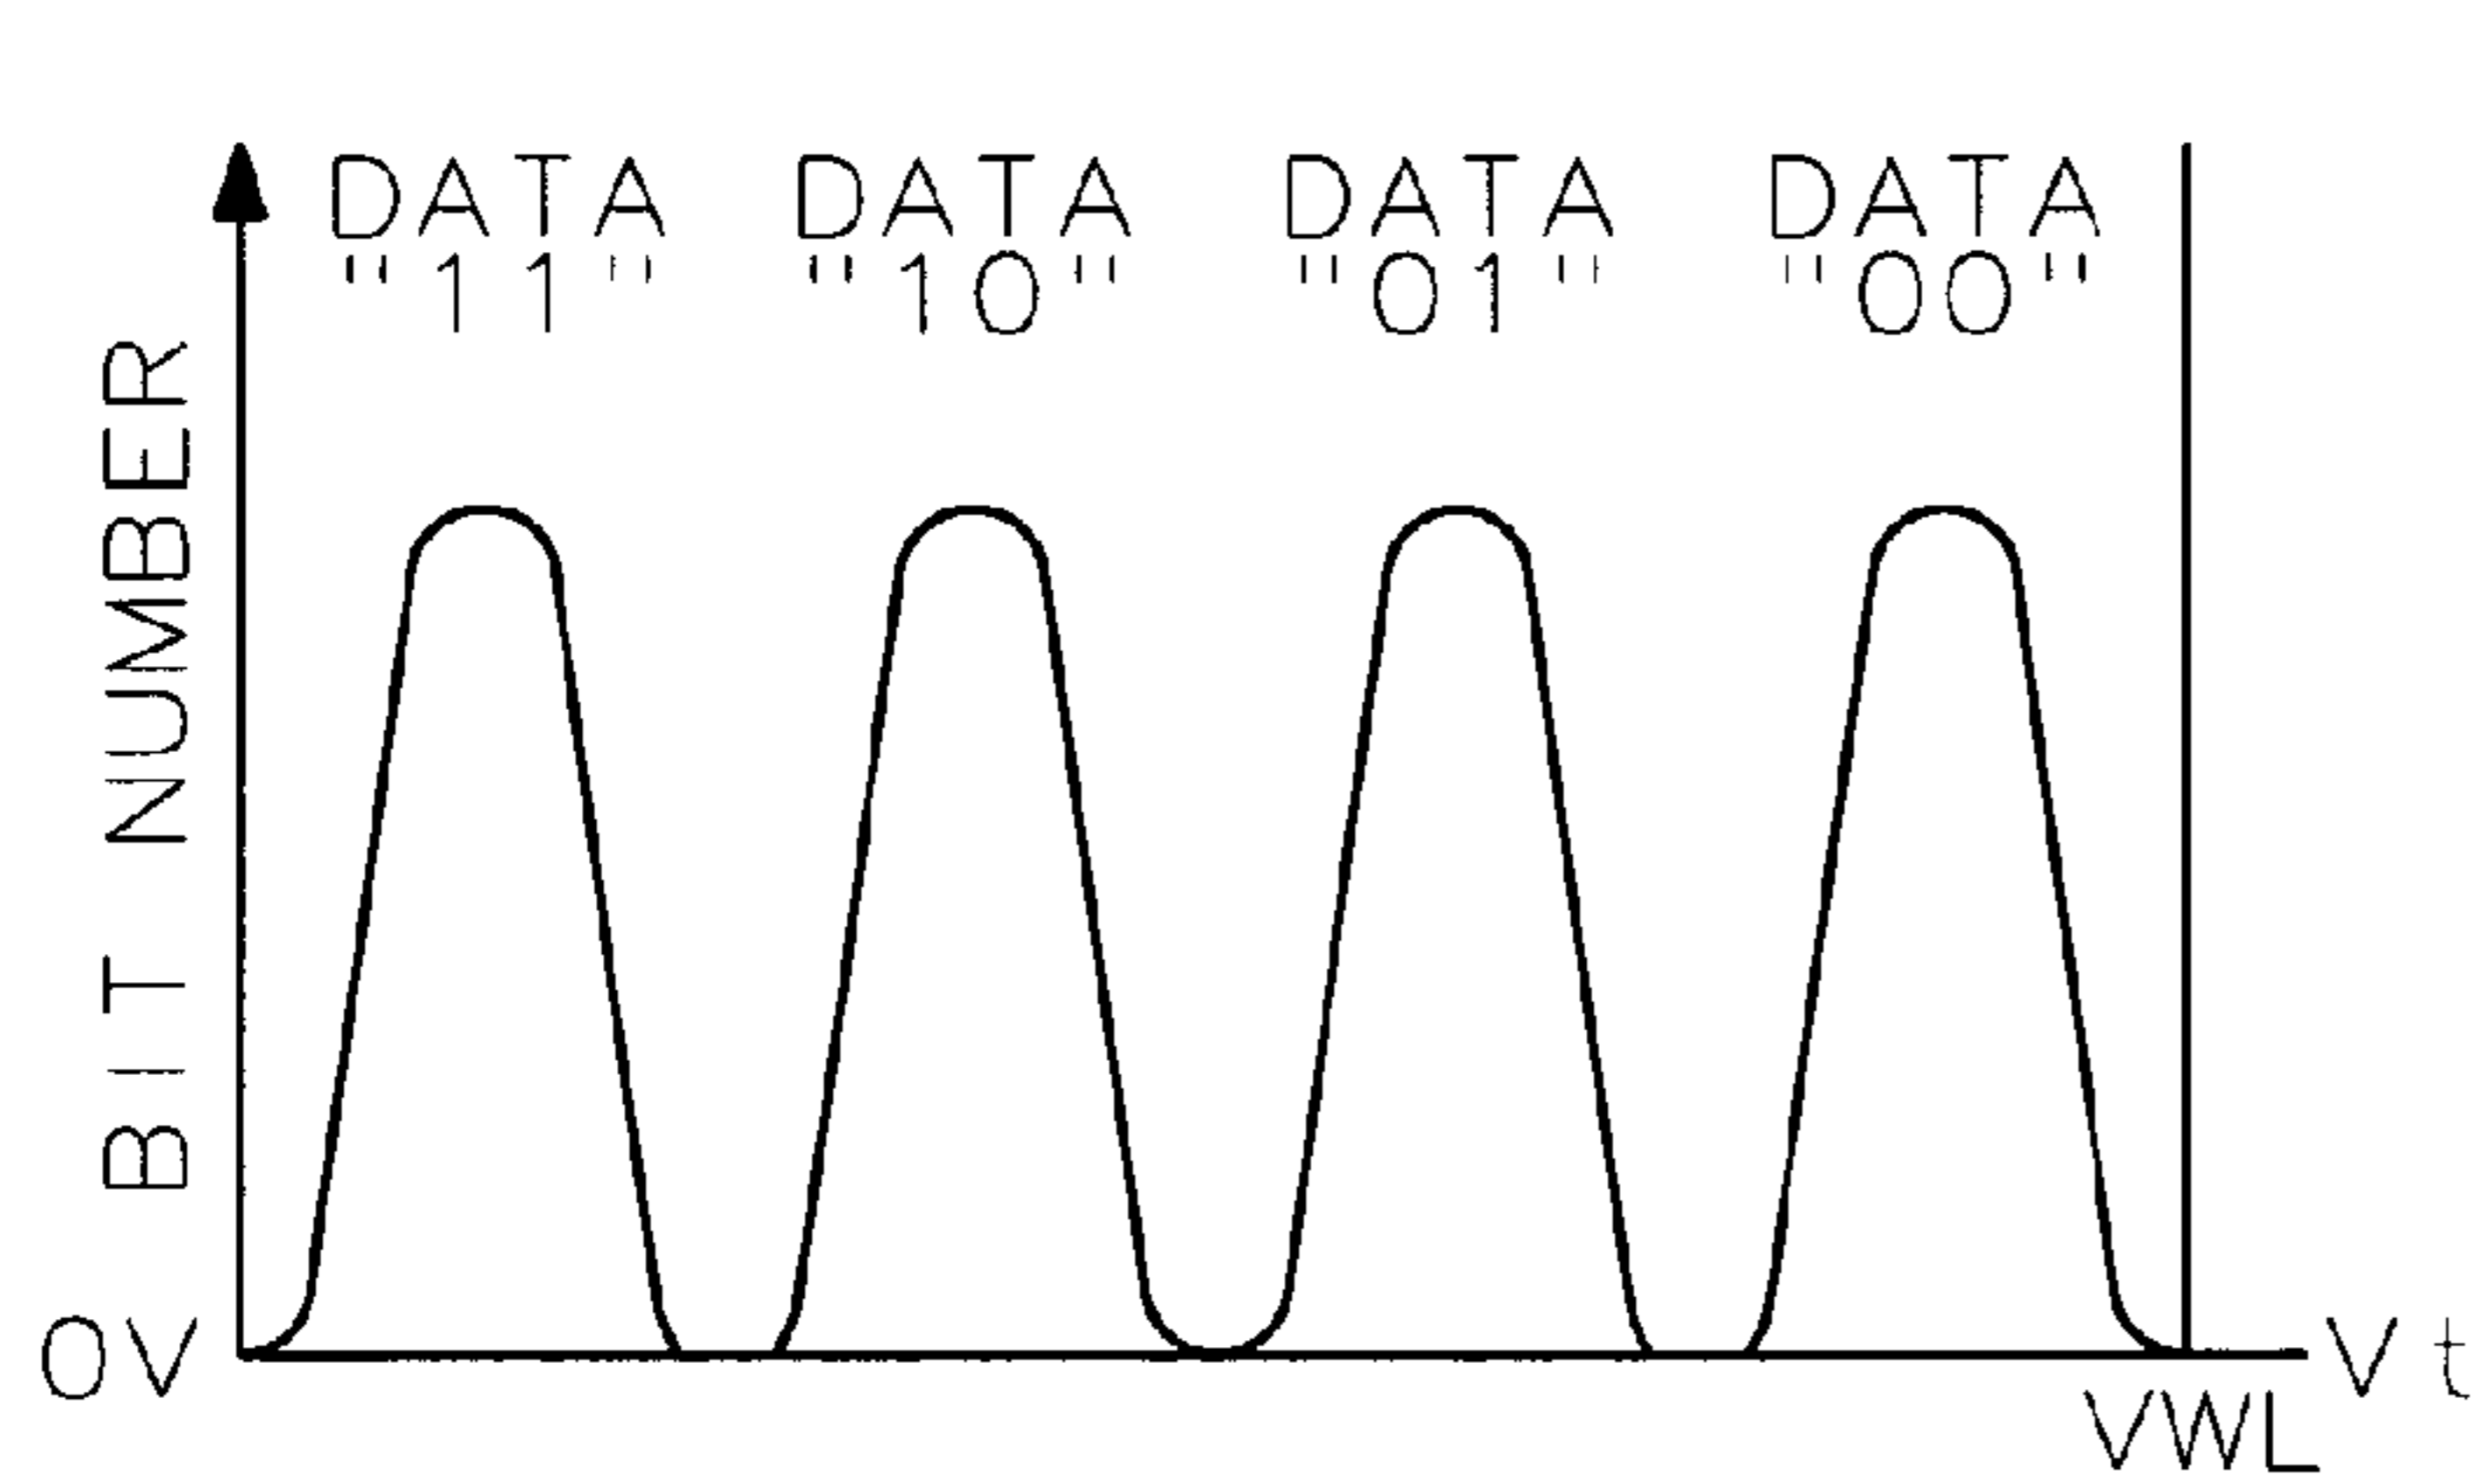 DATA DATA DATA DATA
"11" "10" "01" "00"
BIT NUMBER
0V
Vt
VWL